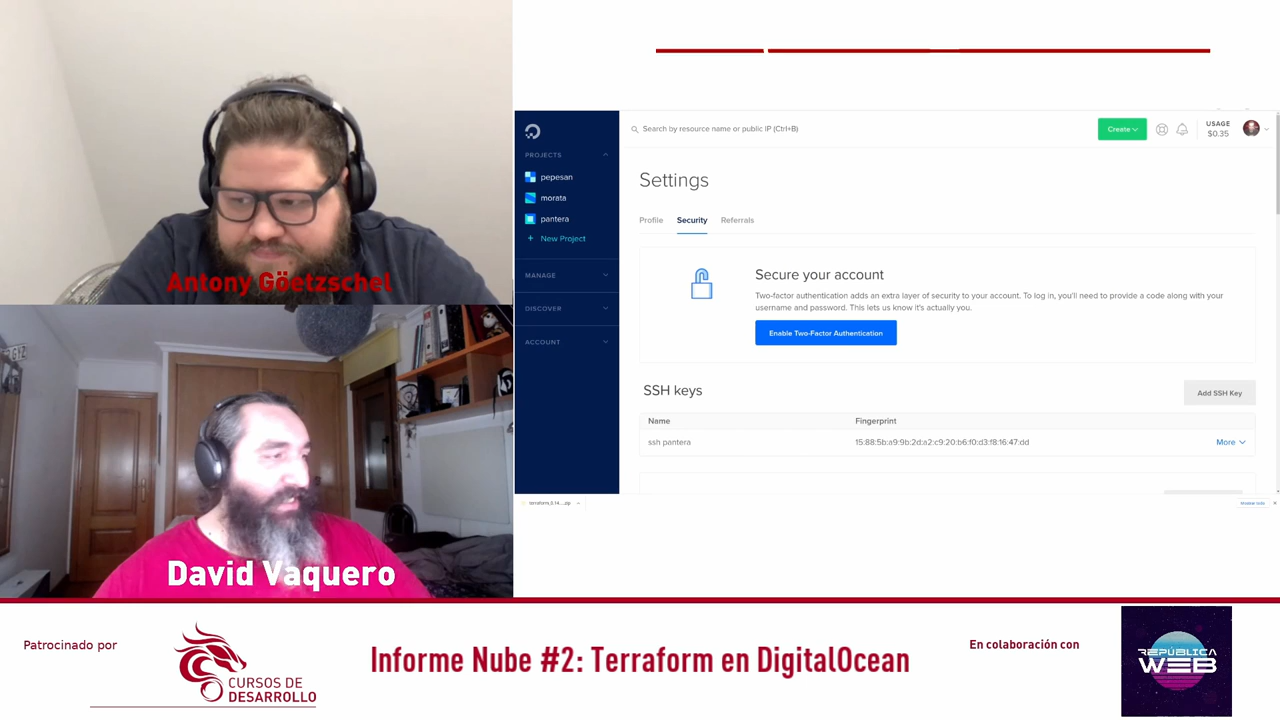 Antony Göetzschel
David Vaquero
Search by resource name or public IP (Ctrl+B)
Create
USAGE
$0.35
PROJECTS
pepesan
morata
pantera
+ New Project
MANAGE
DISCOVER
ACCOUNT
Settings
Profile
Security
Referrals
Secure your account
Two-factor authentication adds an extra layer of security to your account. To log in, you'll need to provide a code along with your
username and password. This lets us know it's actually you.
Enable Two-Factor Authentication
SSH keys
Add SSH Key
Name
Fingerprint
ssh pantera
15:88:5b:a9:9b:2d:a2:c9:20:b6:f0:d3:f8:16:47:dd
More
terraform_0.14....zip
Mostrar todo
Patrocinado por
CURSOS DE
DESARROLLO
Informe Nube #2: Terraform en DigitalOcean
En colaboración con
REPÚBLICA
WEB